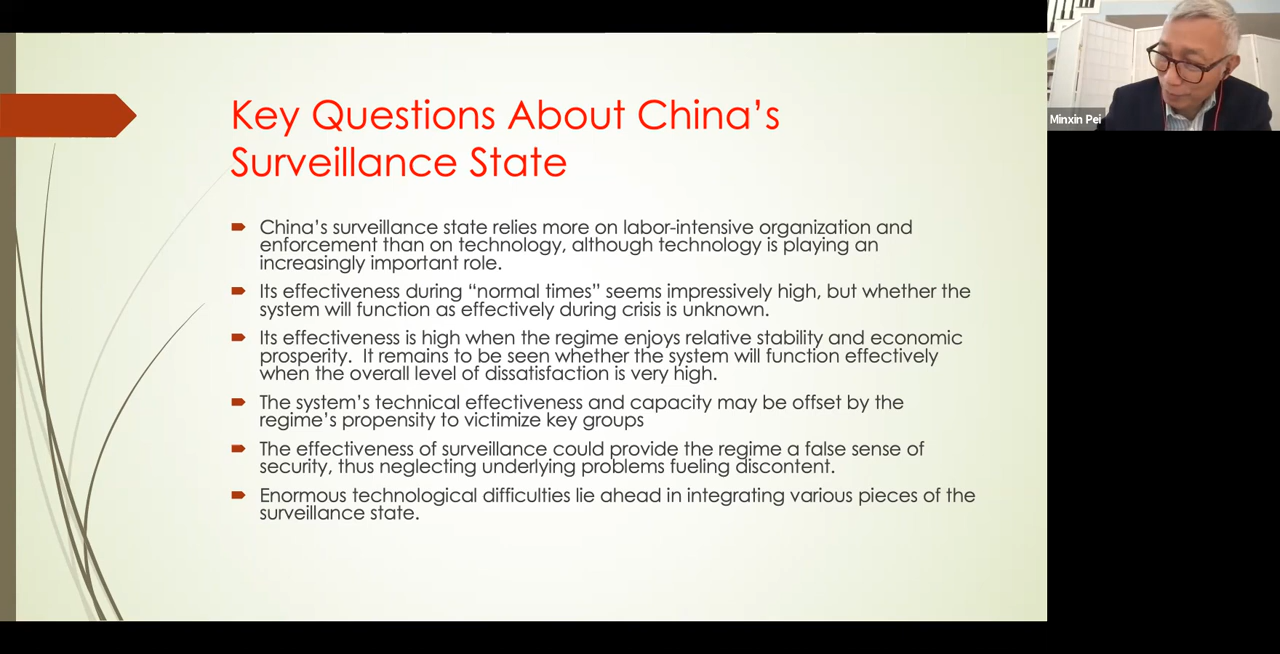 Key Questions About China's
Surveillance State
China's surveillance state relies more on labor-intensive organization and
enforcement than on technology, although technology is playing an
increasingly important role.
Its effectiveness during “normal times” seems impressively high, but whether the
system will function as effectively during crisis is unknown.
Its effectiveness is high when the regime enjoys relative stability and economic
prosperity.  It remains to be seen whether the system will function effectively
when the overall level of dissatisfaction is very high.
The system's technical effectiveness and capacity may be offset by the
regime's propensity to victimize key groups
The effectiveness of surveillance could provide the regime a false sense of
security, thus neglecting underlying problems fueling discontent.
Enormous technological difficulties lie ahead in integrating various pieces of the
surveillance state.
Minxin Pei